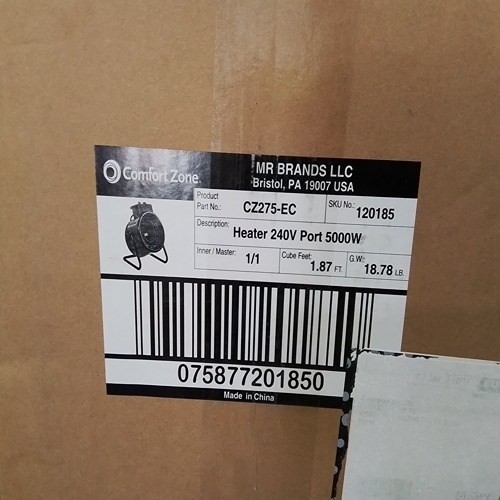 Comfort Zone
MR BRANDS LLC
Bristol, PA 19007 USA
Product
Part No.: CZ275-EC
SKU No.: 120185
Description: Heater 240V Port 5000W
Inner / Master: 1/1
Cube Feet: 1.87 FT.
G.W.: 18.78 LB.
075877201850
Made in China